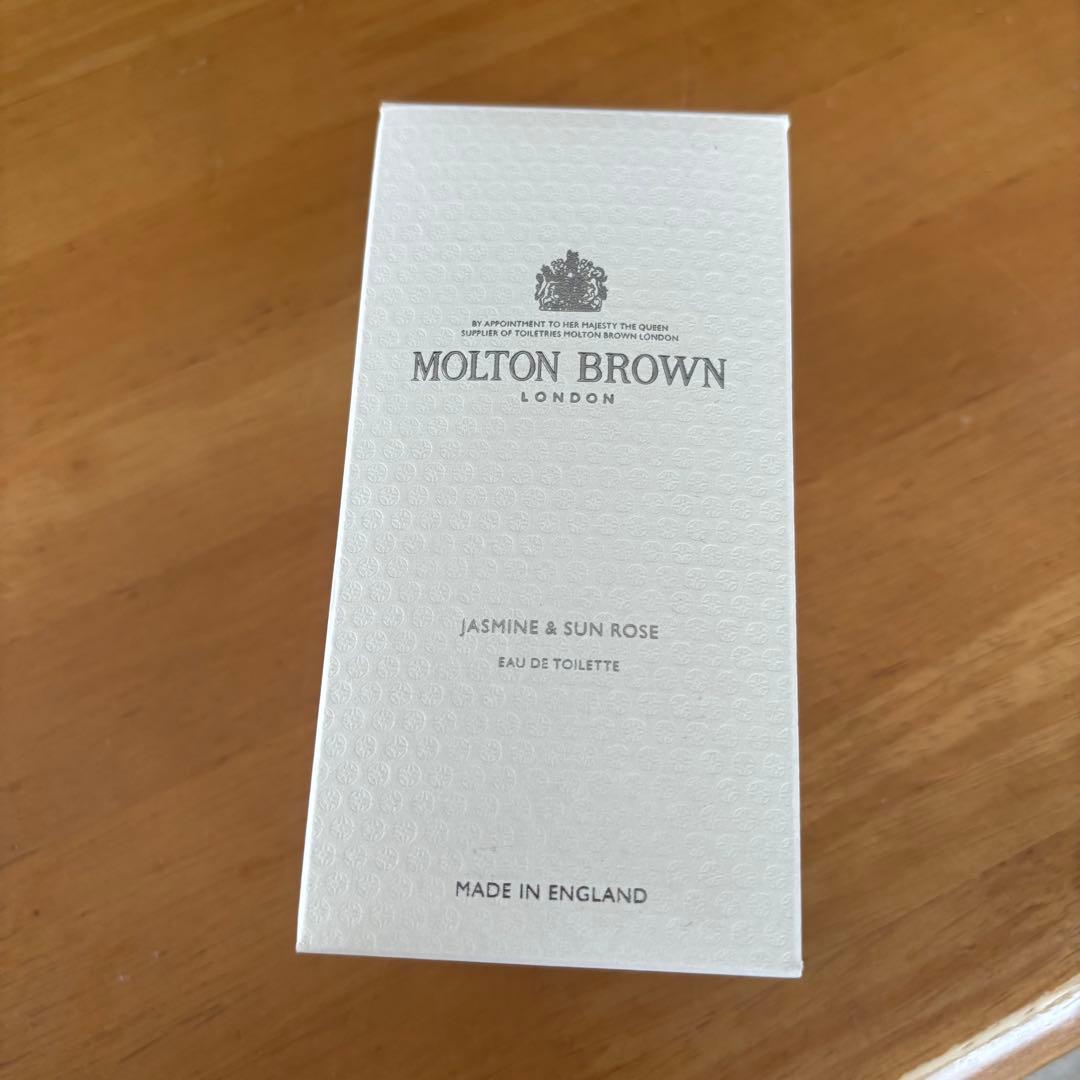 BY APPOINTMENT TO HER MAJESTY THE QUEEN
SUPPLIER OF TOILETRIES MOLTON BROWN LONDON
MOLTON BROWN
LONDON
JASMINE & SUN ROSE
EAU DE TOILETTE
MADE IN ENGLAND